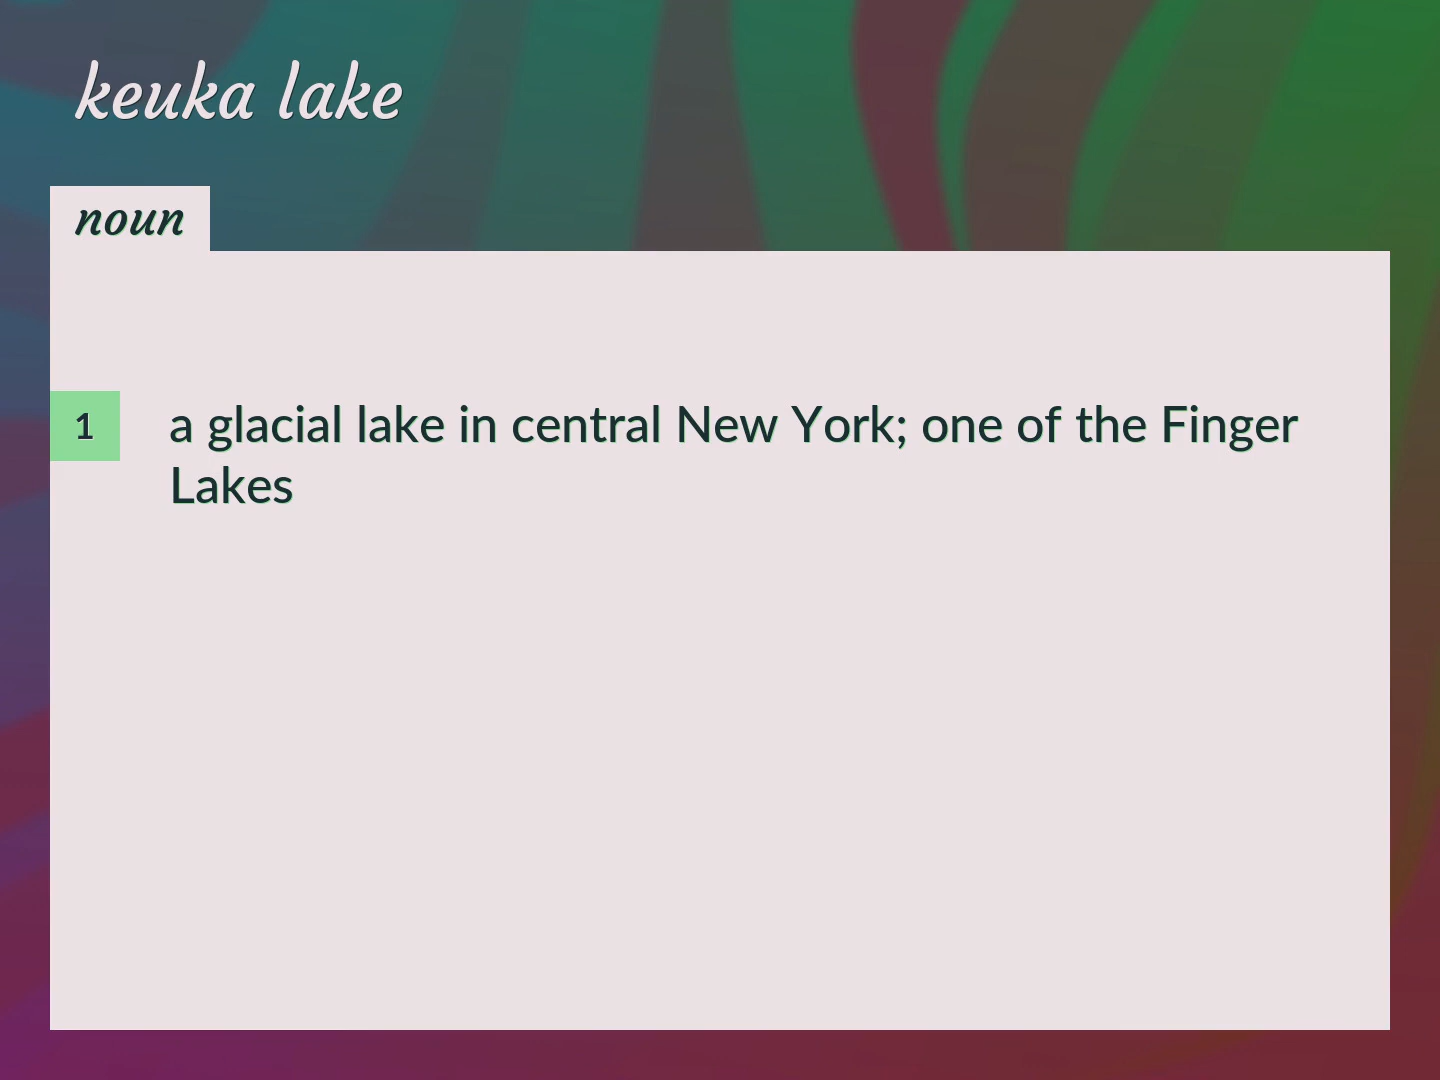 keuka lake
noun
1 a glacial lake in central New York; one of the Finger
Lakes